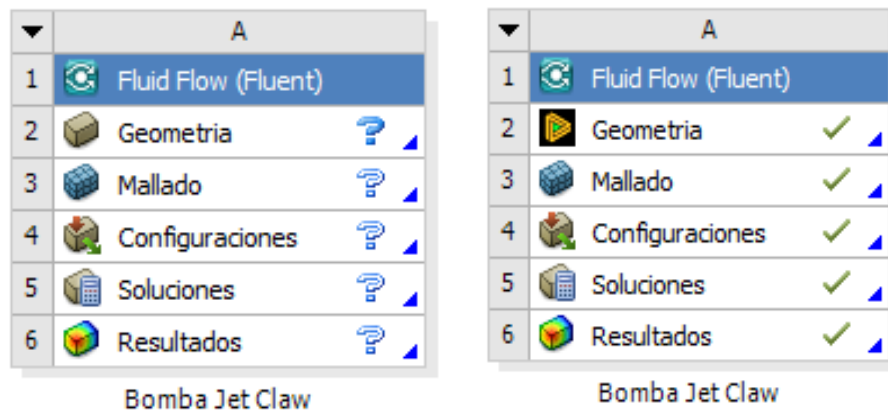 A
1 Fluid Flow (Fluent)
2 Geometria
3 Mallado
4 Configuraciones
5 Soluciones
6 Resultados
Bomba Jet Claw
A
1 Fluid Flow (Fluent)
2 Geometria
3 Mallado
4 Configuraciones
5 Soluciones
6 Resultados
Bomba Jet Claw